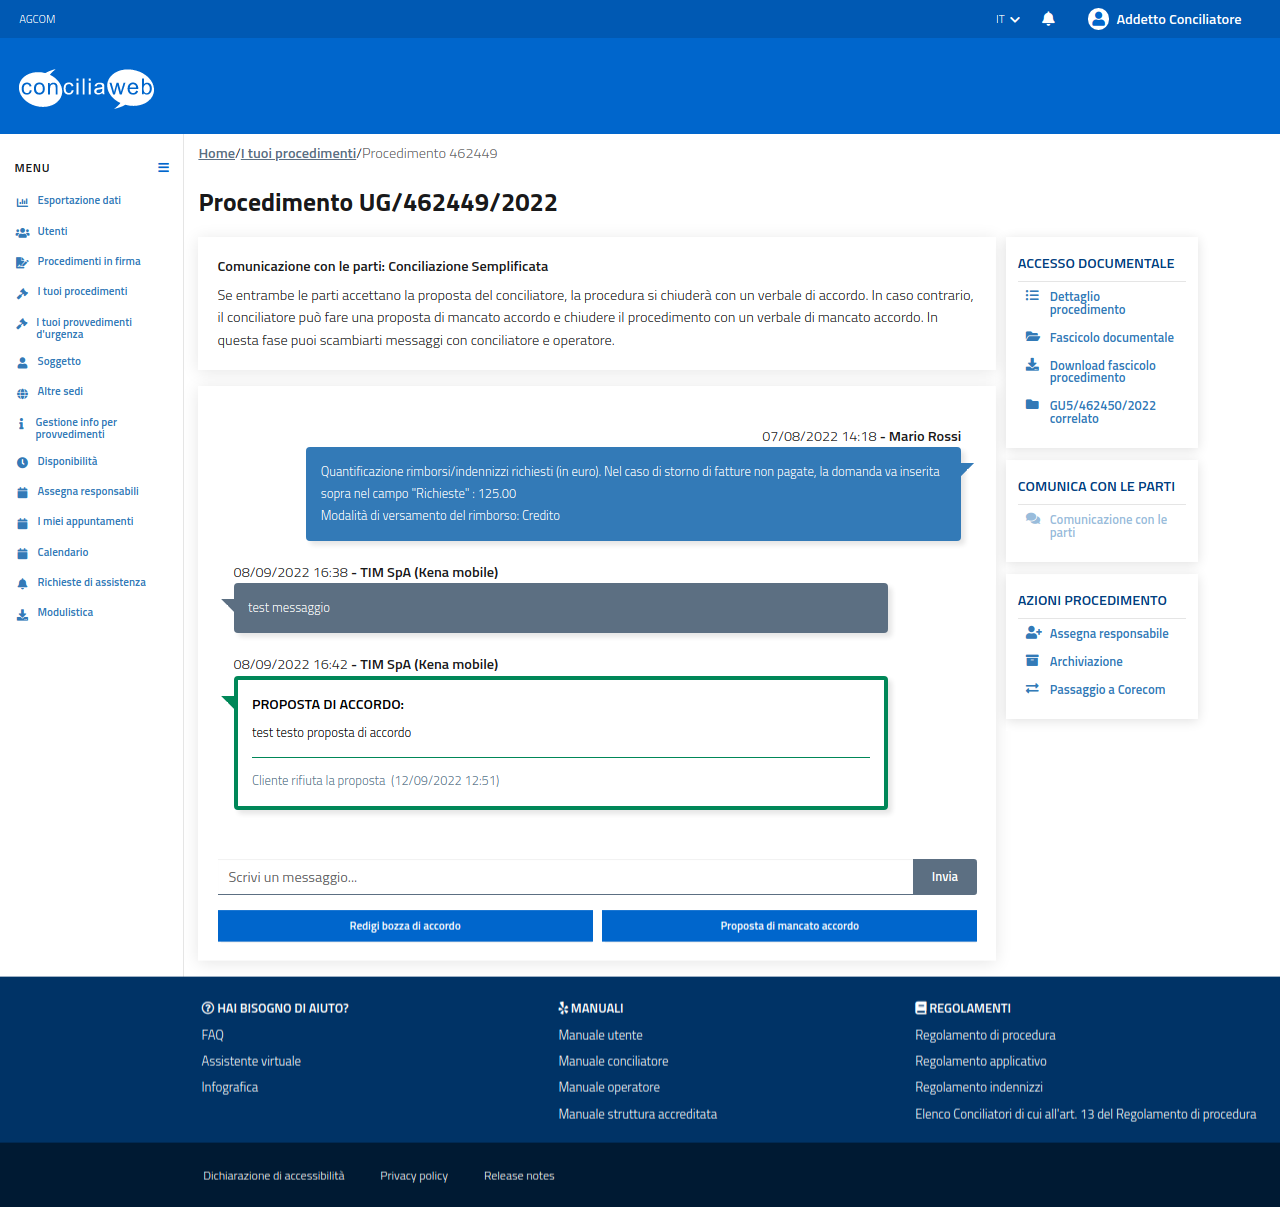 AGCOM
IT
Addetto Conciliatore
conciliaweb
MENU
Esportazione dati
Utenti
Procedimenti in firma
I tuoi procedimenti
I tuoi provvedimenti
d'urgenza
Soggetto
Altre sedi
Gestione info per
provvedimenti
Disponibilità
Assegna responsabili
I miei appuntamenti
Calendario
Richieste di assistenza
Modulistica
Home/I tuoi procedimenti/Procedimento 462449
Procedimento UG/462449/2022
Comunicazione con le parti: Conciliazione Semplificata
Se entrambe le parti accettano la proposta del conciliatore, la procedura si chiuderà con un verbale di accordo. In caso contrario,
il conciliatore può fare una proposta di mancato accordo e chiudere il procedimento con un verbale di mancato accordo. In
questa fase puoi scambiarti messaggi con conciliatore e operatore.
07/08/2022 14:18 - Mario Rossi
Quantificazione rimborsi/indennizzi richiesti (in euro). Nel caso di storno di fatture non pagate, la domanda va inserita
sopra nel campo "Richieste" : 125.00
Modalità di versamento del rimborso: Credito
08/09/2022 16:38 - TIM SpA (Kena mobile)
test messaggio
08/09/2022 16:42 - TIM SpA (Kena mobile)
PROPOSTA DI ACCORDO:
test testo proposta di accordo
Cliente rifiuta la proposta (12/09/2022 12:51)
Scrivi un messaggio...
Invia
Redigi bozza di accordo
Proposta di mancato accordo
ACCESSO DOCUMENTALE
Dettaglio
procedimento
Fascicolo documentale
Download fascicolo
procedimento
GU5/462450/2022
correlato
COMUNICA CON LE PARTI
Comunicazione con le
parti
AZIONI PROCEDIMENTO
Assegna responsabile
Archiviazione
Passaggio a Corecom
HAI BISOGNO DI AIUTO?
FAQ
Assistente virtuale
Infografica
MANUALI
Manuale utente
Manuale conciliatore
Manuale operatore
Manuale struttura accreditata
REGOLAMENTI
Regolamento di procedura
Regolamento applicativo
Regolamento indennizzi
Elenco Conciliatori di cui all'art. 13 del Regolamento di procedura
Dichiarazione di accessibilità
Privacy policy
Release notes